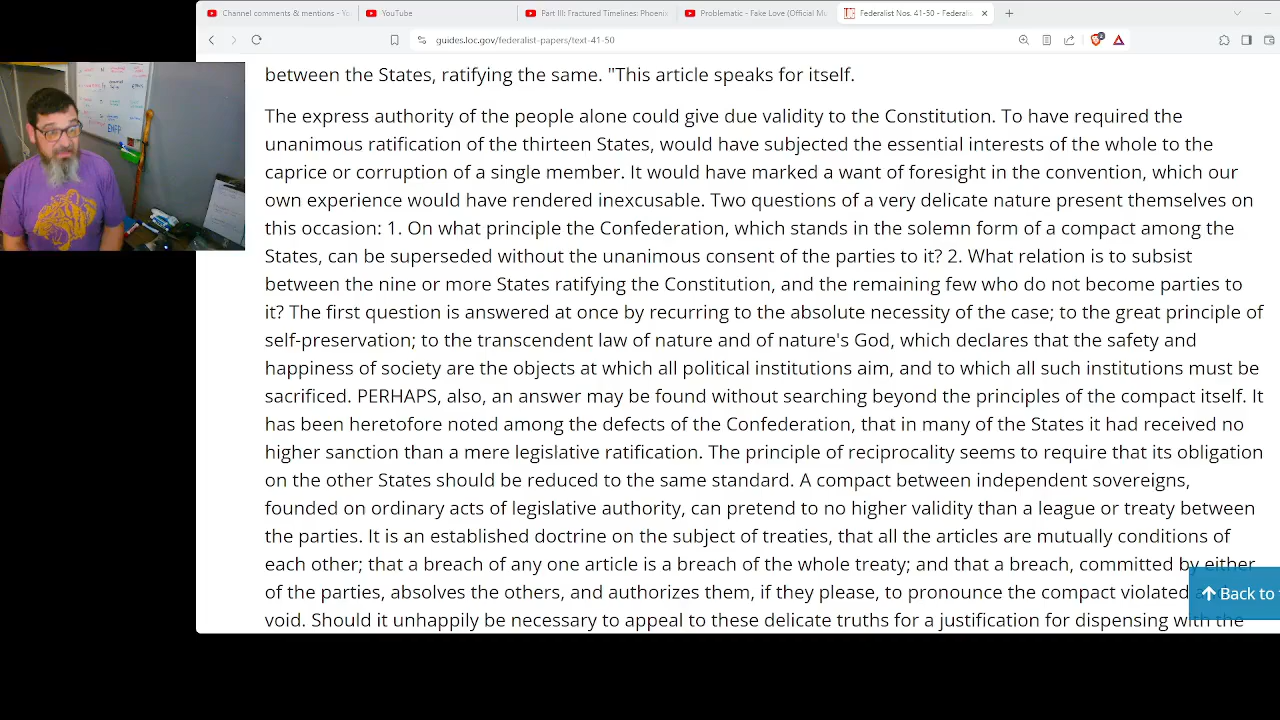 Channel comments & mentions - Yo
YouTube
Part III: Fractured Timelines: Phoeni
Problematic - Fake Love (Official Mu
Federalist Nos. 41-50 - Federali
guides.loc.gov/federalist-papers/text-41-50
between the States, ratifying the same. "This article speaks for itself.
The express authority of the people alone could give due validity to the Constitution. To have required the
unanimous ratification of the thirteen States, would have subjected the essential interests of the whole to the
caprice or corruption of a single member. It would have marked a want of foresight in the convention, which our
own experience would have rendered inexcusable. Two questions of a very delicate nature present themselves on
this occasion: 1. On what principle the Confederation, which stands in the solemn form of a compact among the
States, can be superseded without the unanimous consent of the parties to it? 2. What relation is to subsist
between the nine or more States ratifying the Constitution, and the remaining few who do not become parties to
it? The first question is answered at once by recurring to the absolute necessity of the case; to the great principle of
self-preservation; to the transcendent law of nature and of nature's God, which declares that the safety and
happiness of society are the objects at which all political institutions aim, and to which all such institutions must be
sacrificed. PERHAPS, also, an answer may be found without searching beyond the principles of the compact itself. It
has been heretofore noted among the defects of the Confederation, that in many of the States it had received no
higher sanction than a mere legislative ratification. The principle of reciprocality seems to require that its obligation
on the other States should be reduced to the same standard. A compact between independent sovereigns,
founded on ordinary acts of legislative authority, can pretend to no higher validity than a league or treaty between
the parties. It is an established doctrine on the subject of treaties, that all the articles are mutually conditions of
each other; that a breach of any one article is a breach of the whole treaty; and that a breach, committed by either
of the parties, absolves the others, and authorizes them, if they please, to pronounce the compact violated
Back to
void. Should it unhappily be necessary to appeal to these delicate truths for a justification for dispensing with the
ENFP